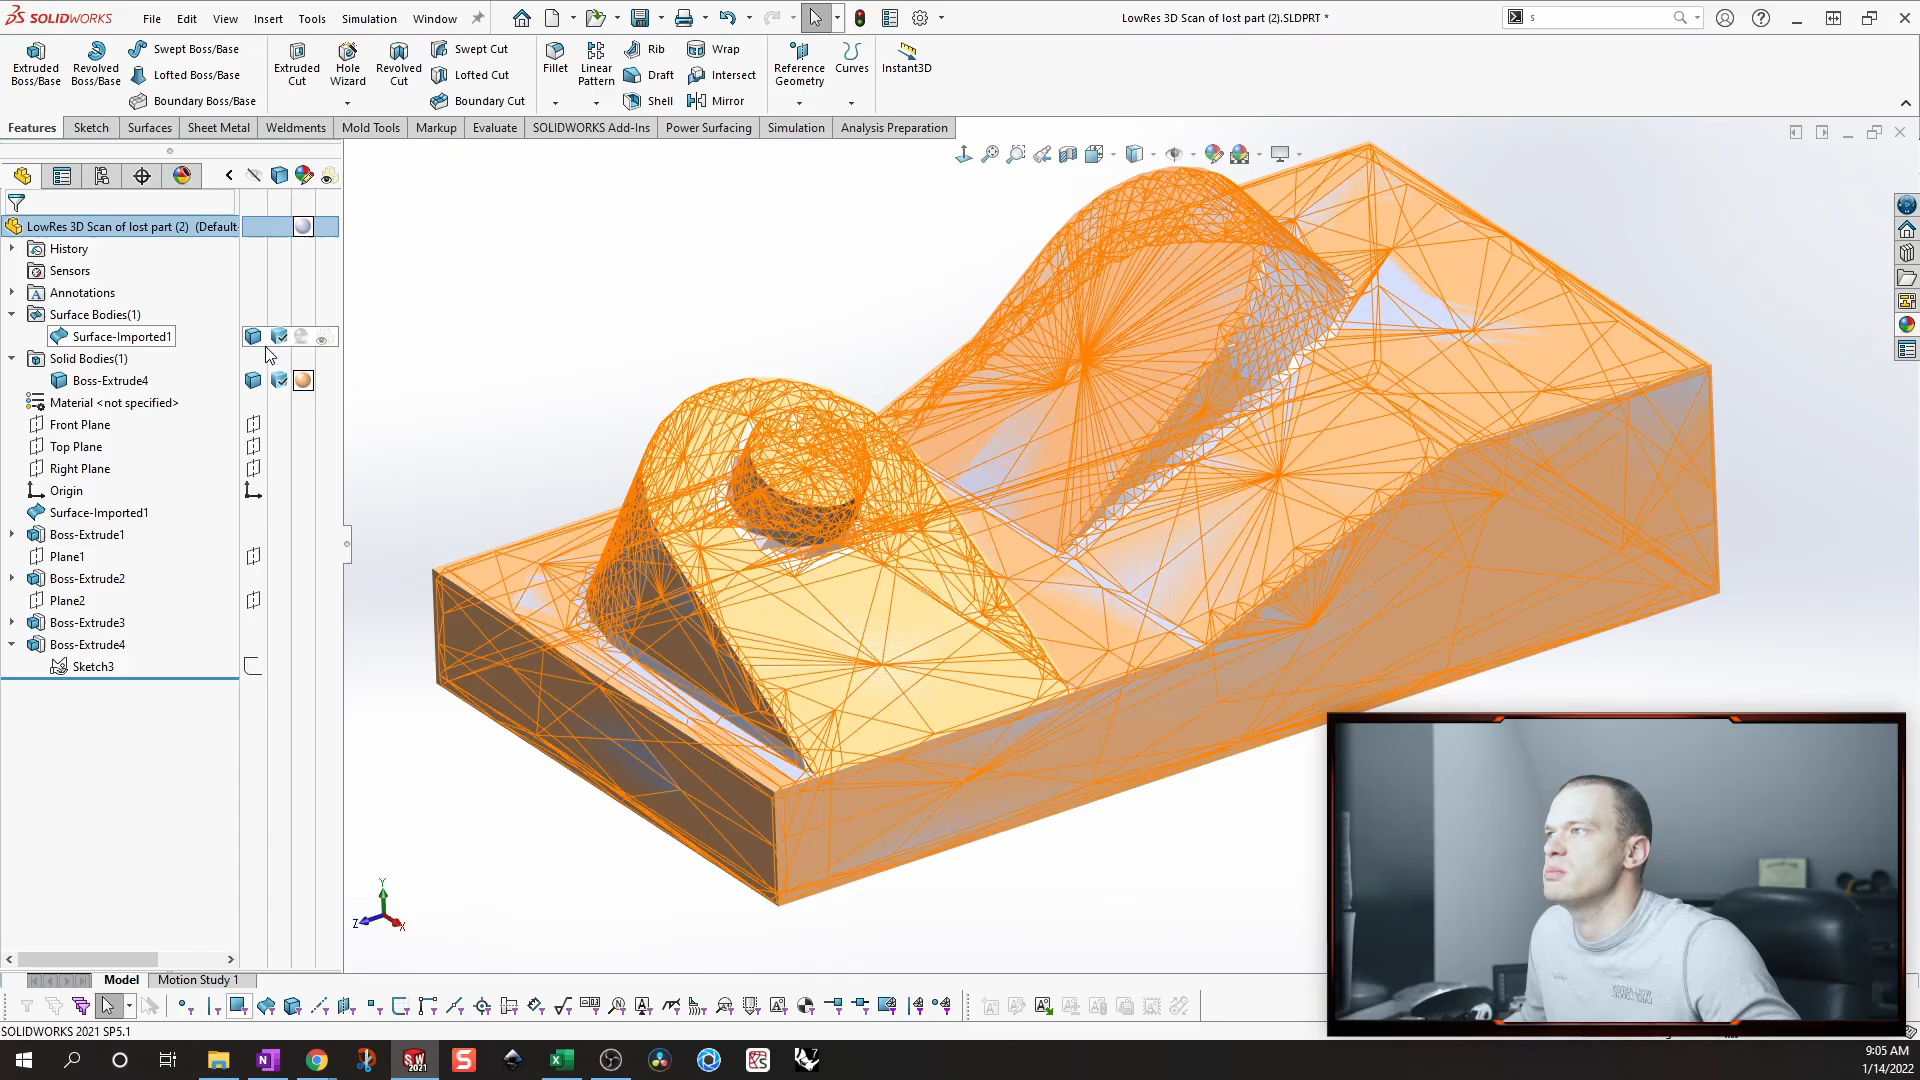 SOLIDWORKS File Edit View Insert Tools Simulation Window LowRes 3D Scan of lost part (2).SLDPRT * s
Extruded Boss/Base
Revolved Boss/Base
Swept Boss/Base
Lofted Boss/Base
Boundary Boss/Base
Extruded Cut
Hole Wizard
Revolved Cut
Swept Cut
Lofted Cut
Boundary Cut
Fillet
Linear Pattern
Rib
Draft
Shell
Wrap
Intersect
Mirror
Reference Geometry
Curves
Instant3D
Features Sketch Surfaces Sheet Metal Weldments Mold Tools Markup Evaluate SOLIDWORKS Add-Ins Power Surfacing Simulation Analysis Preparation
LowRes 3D Scan of lost part (2) (Default
History
Sensors
Annotations
Surface Bodies(1)
Surface-Imported1
Solid Bodies(1)
Boss-Extrude4
Material <not specified>
Front Plane
Top Plane
Right Plane
Origin
Surface-Imported1
Boss-Extrude1
Plane1
Boss-Extrude2
Plane2
Boss-Extrude3
Boss-Extrude4
Sketch3
Y
Z
X
Model Motion Study 1
SOLIDWORKS 2021 SP5.1
9:05 AM
1/14/2022